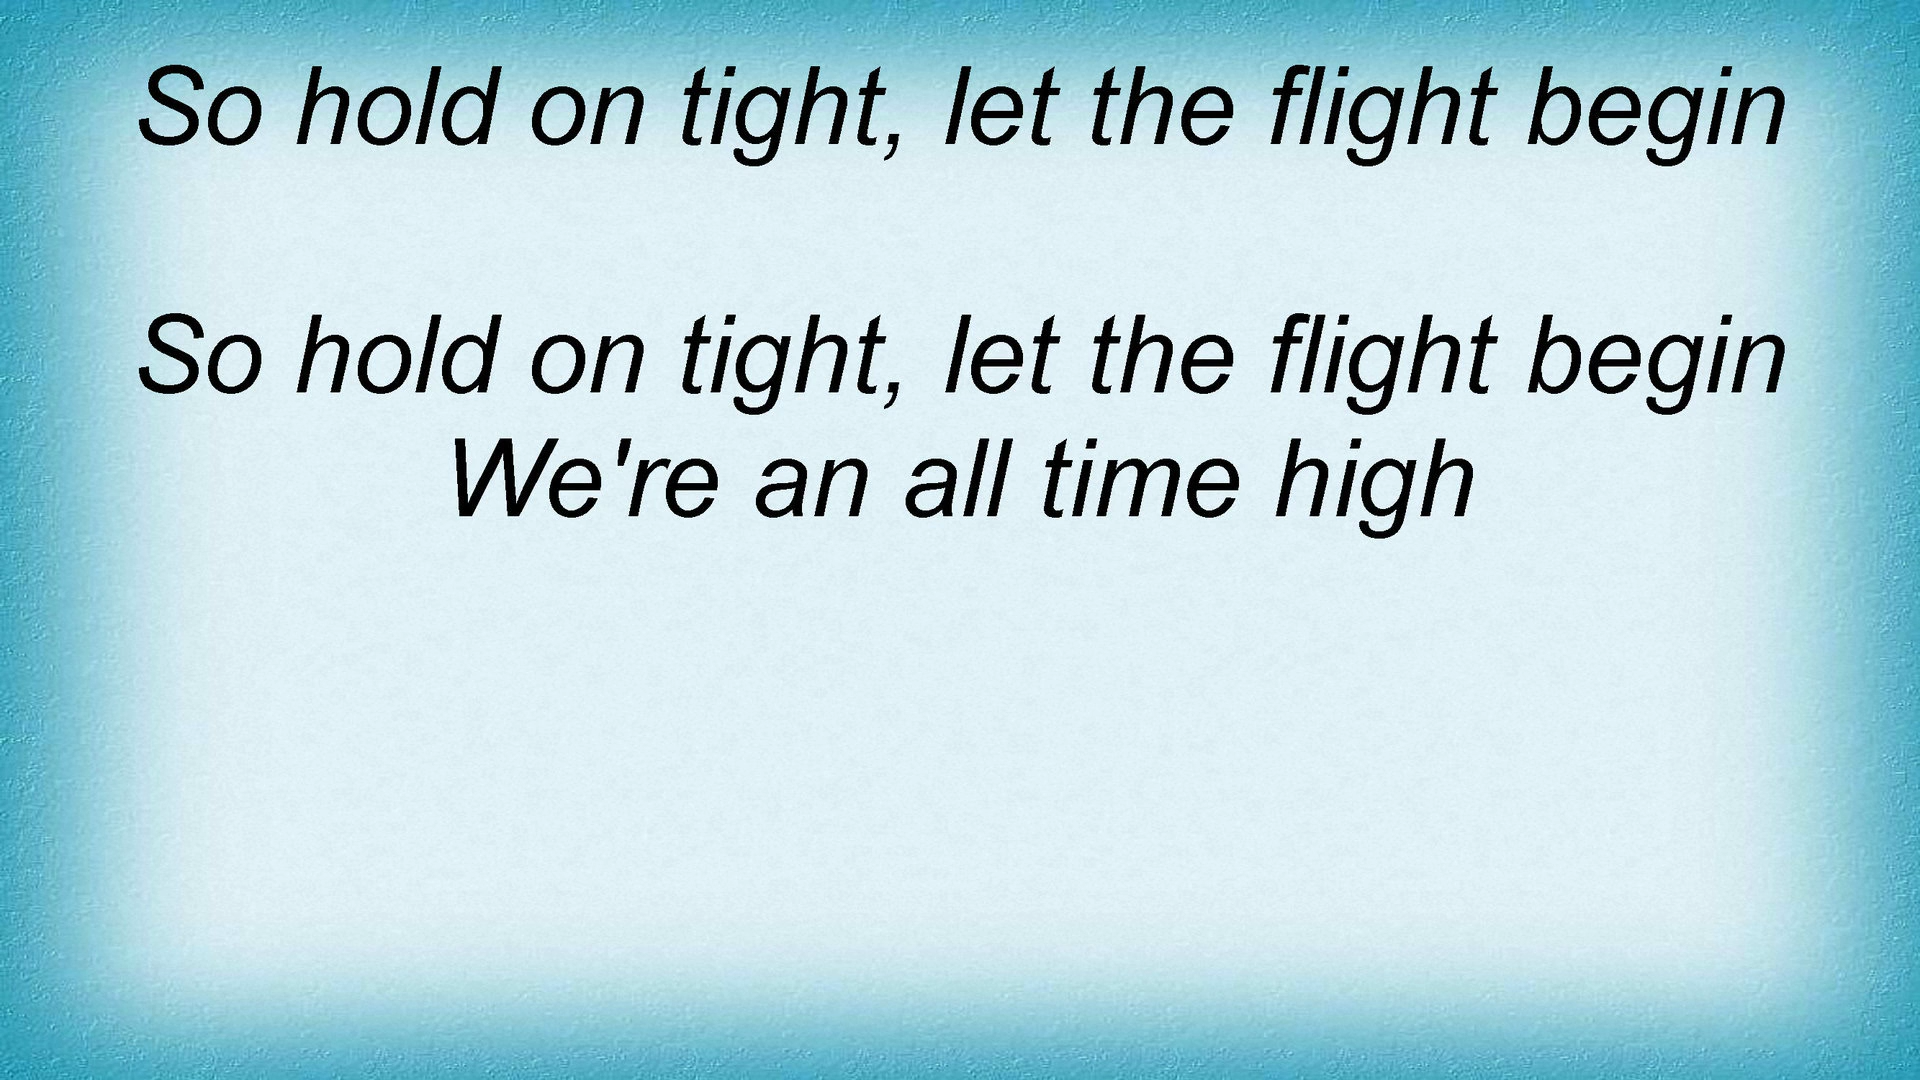 So hold on tight, let the flight begin
So hold on tight, let the flight begin
We're an all time high